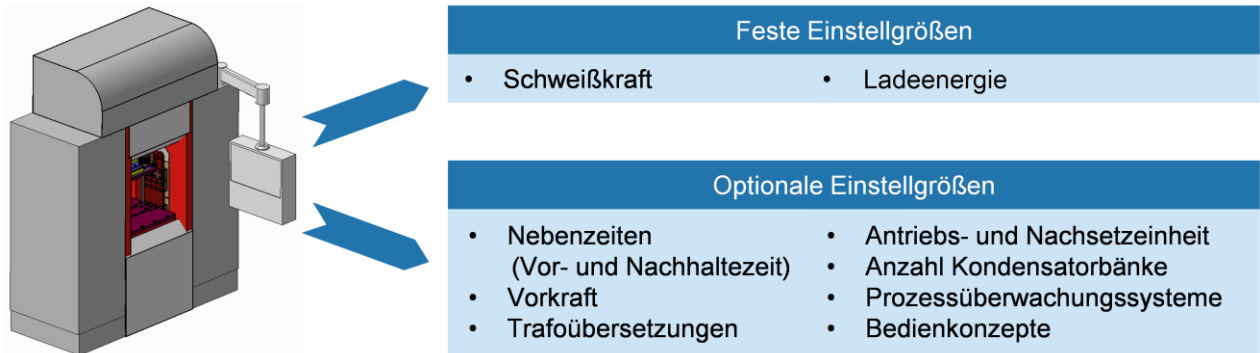 Feste Einstellgrößen
• Schweißkraft
• Ladeenergie
Optionale Einstellgrößen
• Nebenzeiten
(Vor- und Nachhaltezeit)
• Vorkraft
• Trafoübersetzungen
• Antriebs- und Nachsetzeinheit
• Anzahl Kondensatorbänke
• Prozessüberwachungssysteme
• Bedienkonzepte